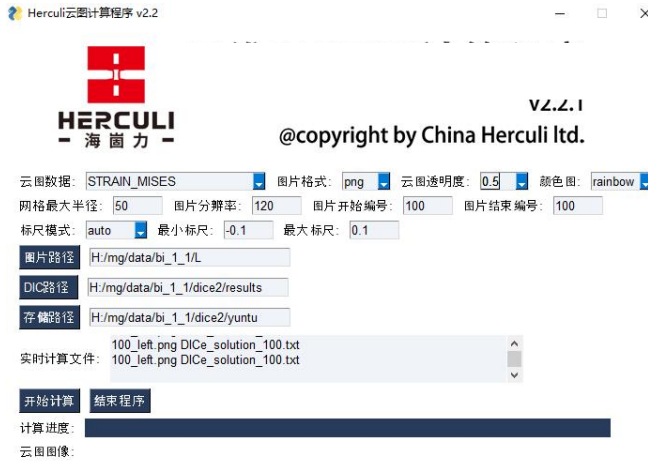 Herculi云图计算程序 v2.2
HERCULI
海崮力
v2.2.1
@copyright by China Herculi ltd.
云图数据: STRAIN_MISES 图片格式: png 云图透明度: 0.5 颜色图: rainbow
网格最大半径: 50 图片分辨率: 120 图片开始编号: 100 图片结束编号: 100
标尺模式: auto 最小标尺: -0.1 最大标尺: 0.1
图片路径 H:/mg/data/bi_1_1/L
DIC路径 H:/mg/data/bi_1_1/dice2/results
存储路径 H:/mg/data/bi_1_1/dice2/yuntu
实时计算文件: 100_left.png DICe_solution_100.txt
100_left.png DICe_solution_100.txt
开始计算 结束程序
计算进度:
云图图像: